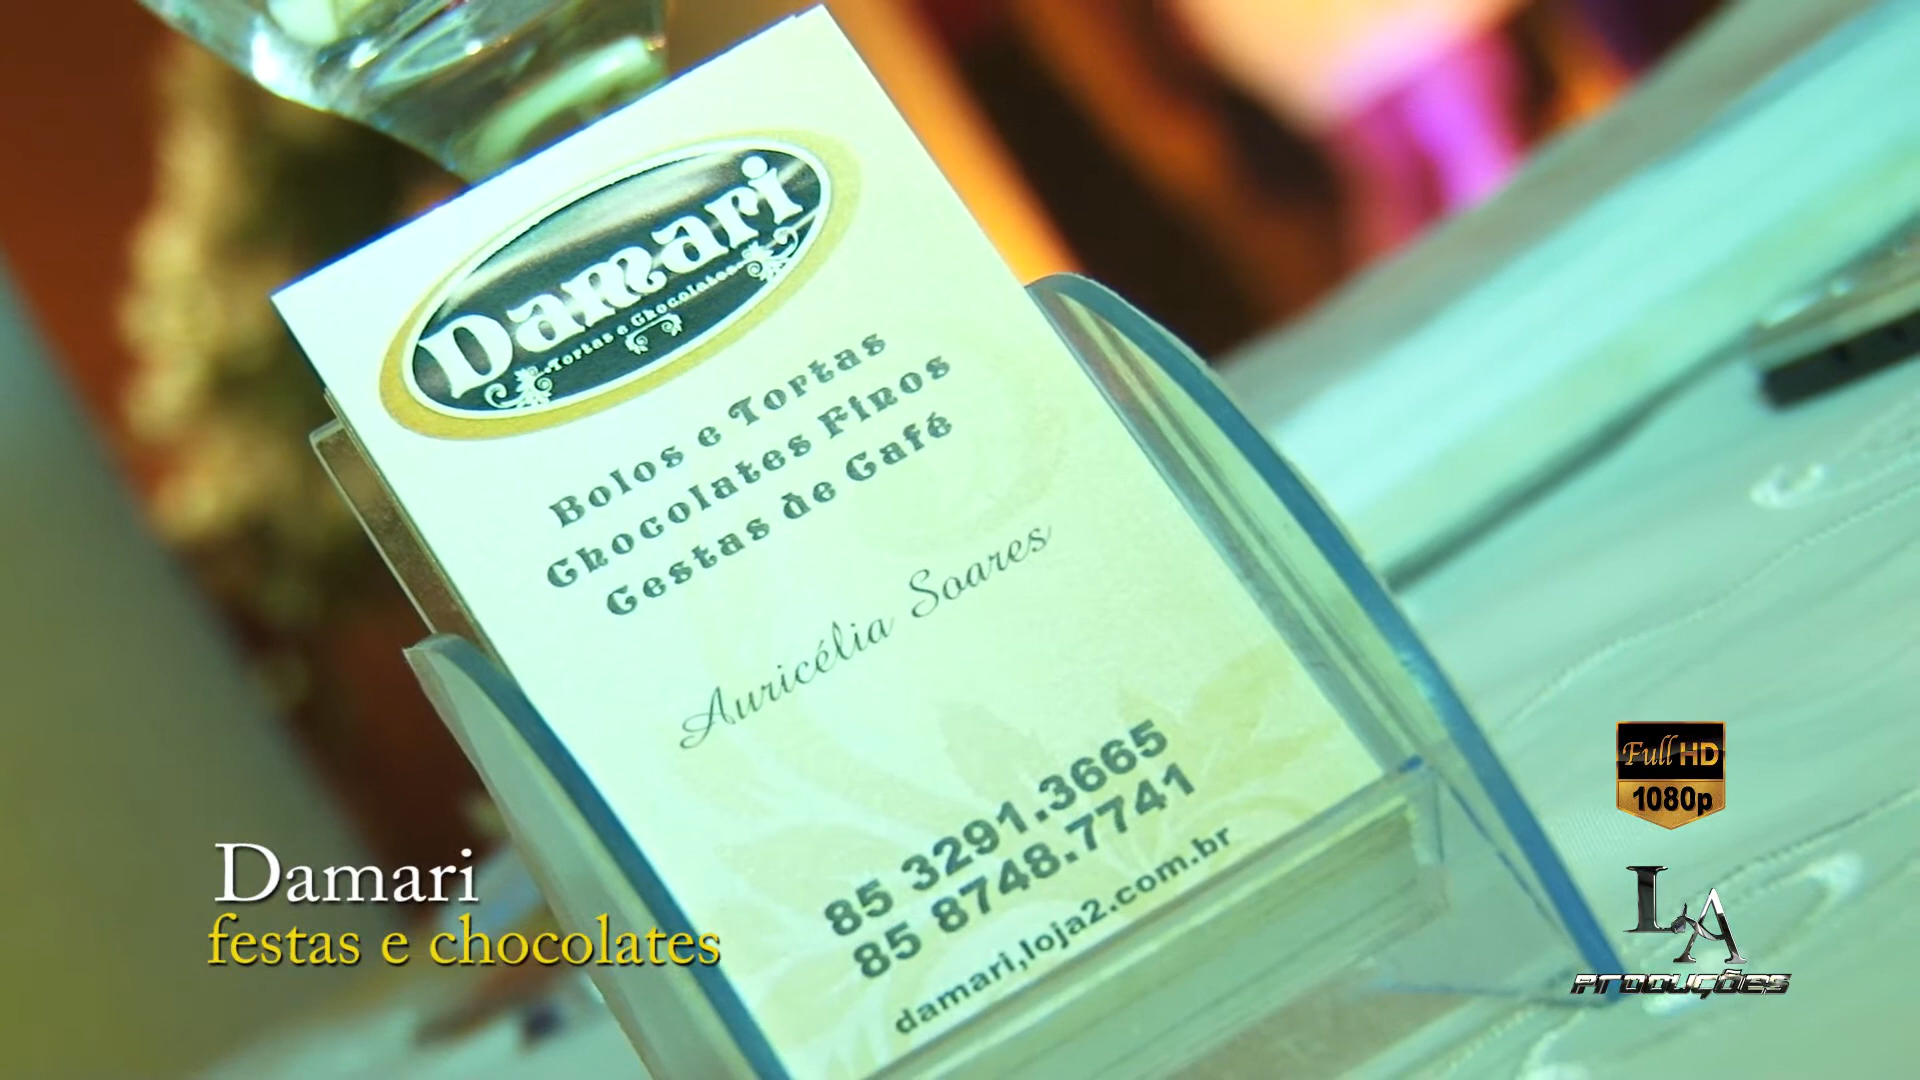 Damari
Tortas e Chocolates
Bolos e Tortas
Chocolates Finos
Cestas de Café
Auricélia Soares
85 3291.3665
85 8748.7741
damari,loja2.com.br
Damari
festas e chocolates
Full HD
1080p
LA
PRODUÇÕES